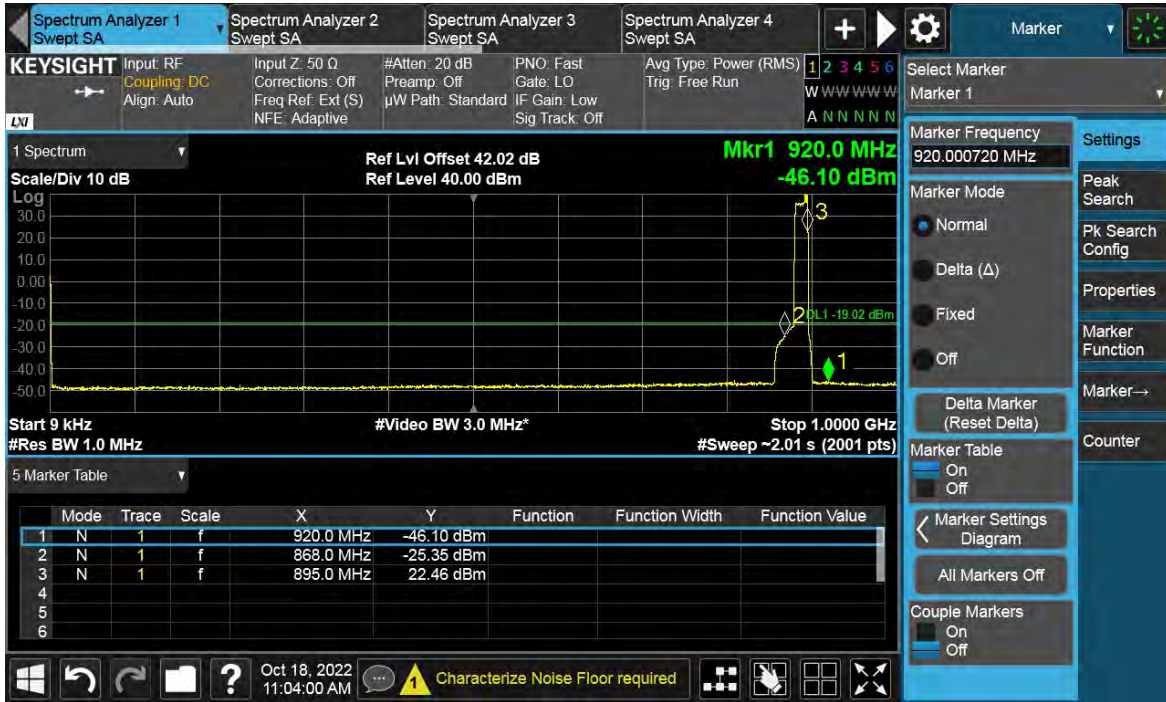 Spectrum Analyzer 1
Swept SA
Spectrum Analyzer 2
Swept SA
Spectrum Analyzer 3
Swept SA
Spectrum Analyzer 4
Swept SA
+
Marker
KEYSIGHT
LXI
Input: RF
Coupling: DC
Align: Auto
Input Z: 50 Ω
Corrections: Off
Freq Ref: Ext (S)
NFE: Adaptive
#Atten: 20 dB
Preamp: Off
µW Path: Standard
PNO: Fast
Gate: LO
IF Gain: Low
Sig Track: Off
Avg Type: Power (RMS)
Trig: Free Run
1 2 3 4 5 6
W W W W W W
A N N N N N
1 Spectrum
Scale/Div 10 dB
Ref Lvl Offset 42.02 dB
Ref Level 40.00 dBm
Mkr1 920.0 MHz
-46.10 dBm
Log
30.0
20.0
10.0
0.00
-10.0
-20.0
-30.0
-40.0
-50.0
3
2
DL1 -19.02 dBm
1
Start 9 kHz
#Res BW 1.0 MHz
#Video BW 3.0 MHz*
Stop 1.0000 GHz
#Sweep ~2.01 s (2001 pts)
5 Marker Table
Mode Trace Scale X Y Function Function Width Function Value
1 N 1 f 920.0 MHz -46.10 dBm
2 N 1 f 868.0 MHz -25.35 dBm
3 N 1 f 895.0 MHz 22.46 dBm
4
5
6
?
Oct 18, 2022
11:04:00 AM
1
Characterize Noise Floor required
Select Marker
Marker 1
Marker Frequency
920.000720 MHz
Marker Mode
Normal
Delta (Δ)
Fixed
Off
Delta Marker
(Reset Delta)
Marker Table
On
Off
Marker Settings
Diagram
All Markers Off
Couple Markers
On
Off
Settings
Peak
Search
Pk Search
Config
Properties
Marker
Function
Marker→
Counter